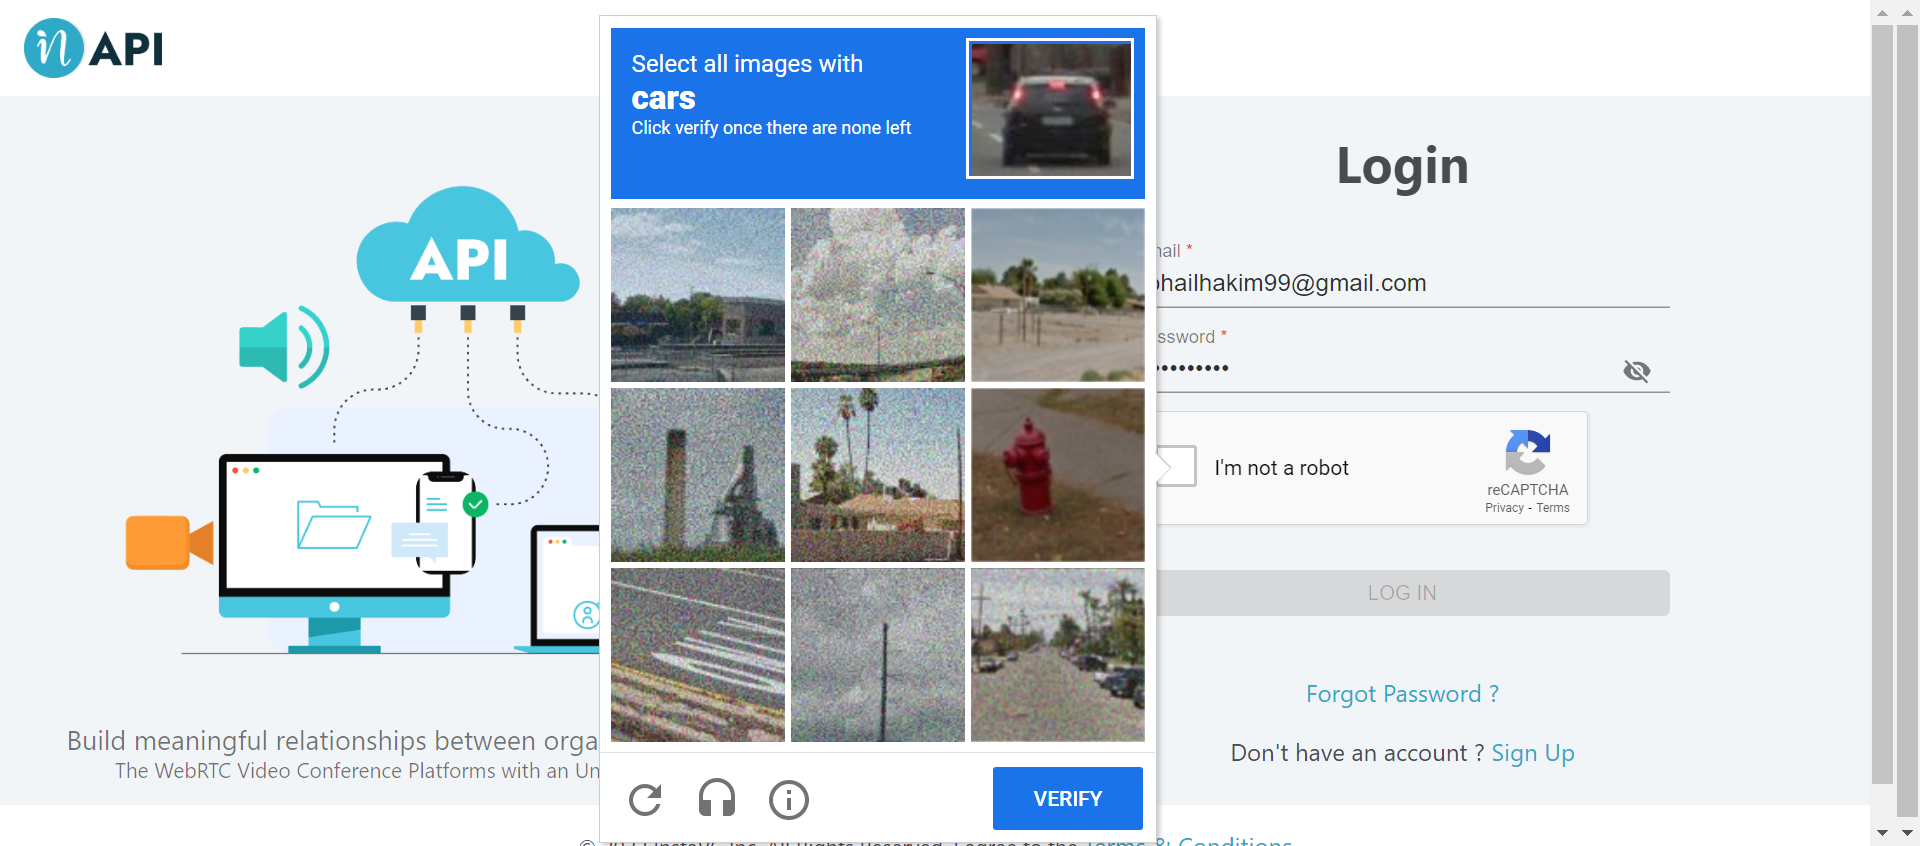 in API
Select all images with
cars
Click verify once there are none left
API
Login
ail *
hailhakim99@gmail.com
ssword *
I'm not a robot
reCAPTCHA
Privacy - Terms
LOG IN
Forgot Password ?
Don't have an account ? Sign Up
Build meaningful relationships between orga
The WebRTC Video Conference Platforms with an Un
VERIFY
Terms & Conditions